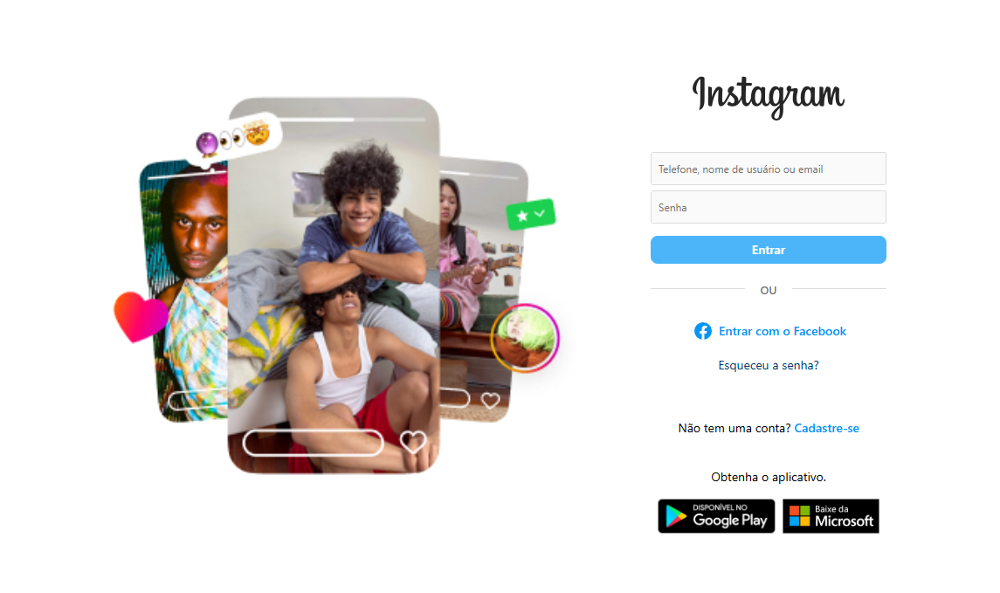 Instagram
Telefone, nome de usuário ou email
Senha
Entrar
OU
Entrar com o Facebook
Esqueceu a senha?
Não tem uma conta? Cadastre-se
Obtenha o aplicativo.
DISPONÍVEL NO
Google Play
Baixe da
Microsoft